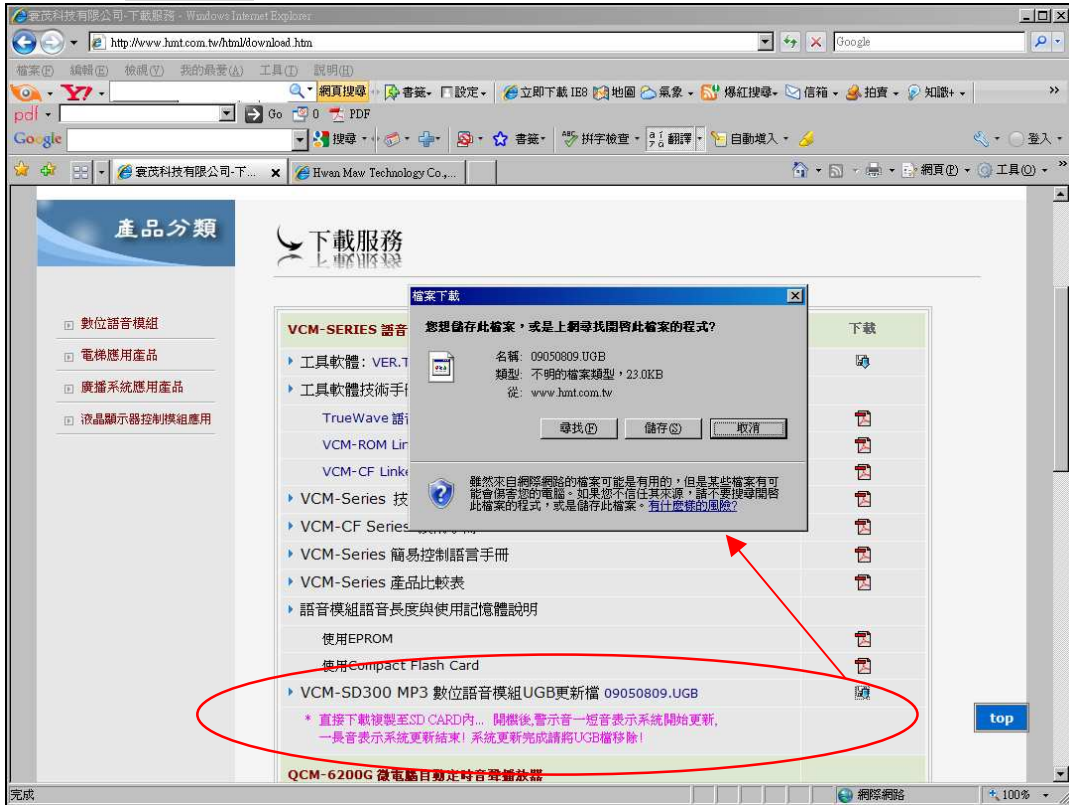 寰茂科技有限公司-下載服務 - Windows Internet Explorer
http://www.hmt.com.tw/html/download.htm
Google
檔案(F) 編輯(E) 檢視(V) 我的最愛(A) 工具(T) 說明(H)
Y7! 網頁搜尋 書籤 設定 立即下載 IE8 地圖 氣象 爆紅搜尋 信箱 拍賣 知識+ »
pdf Go 0 PDF
Google 搜尋 書籤 ABC 拼字檢查 翻譯 自動填入 登入
寰茂科技有限公司-下... x Hwan Maw Technology Co.,... 網頁(P) 工具(O) »
產品分類
下載服務
數位語音模組
電梯應用產品
廣播系統應用產品
液晶顯示器控制模組應用
VCM-SERIES 語音 下載
工具軟體: VER.T
工具軟體技術手冊
TrueWave 語
VCM-ROM Lin
VCM-CF Linke
VCM-Series 技
VCM-CF Series
VCM-Series 簡易控制語言手冊
VCM-Series 產品比較表
語音模組語音長度與使用記憶體說明
使用EPROM
使用Compact Flash Card
VCM-SD300 MP3 數位語音模組UGB更新檔 09050809.UGB
* 直接下載複製至SD CARD內... 開機後,警示音一短音表示系統開始更新,
一長音表示系統更新結束! 系統更新完成請將UGB檔移除!
QCM-6200G 微電腦自動定時音聲播放器
檔案下載
您想儲存此檔案，或是上網尋找開啟此檔案的程式?
名稱: 09050809.UGB
類型: 不明的檔案類型，23.0KB
從: www.hmt.com.tw
尋找(F) 儲存(S) 取消
雖然來自網際網路的檔案可能是有用的，但是某些檔案有可
能會傷害您的電腦。如果您不信任其來源，請不要搜尋開啟
此檔案的程式，或是儲存此檔案。有什麼樣的風險?
top
完成 網際網路 100%